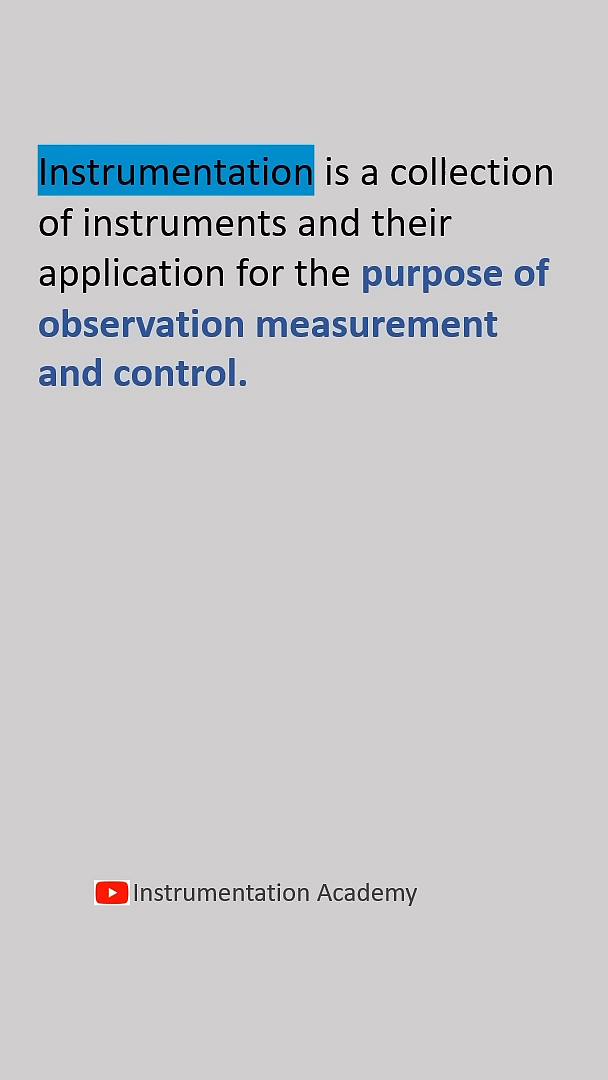 Instrumentation is a collection
of instruments and their
application for the purpose of
observation measurement
and control.
Instrumentation Academy